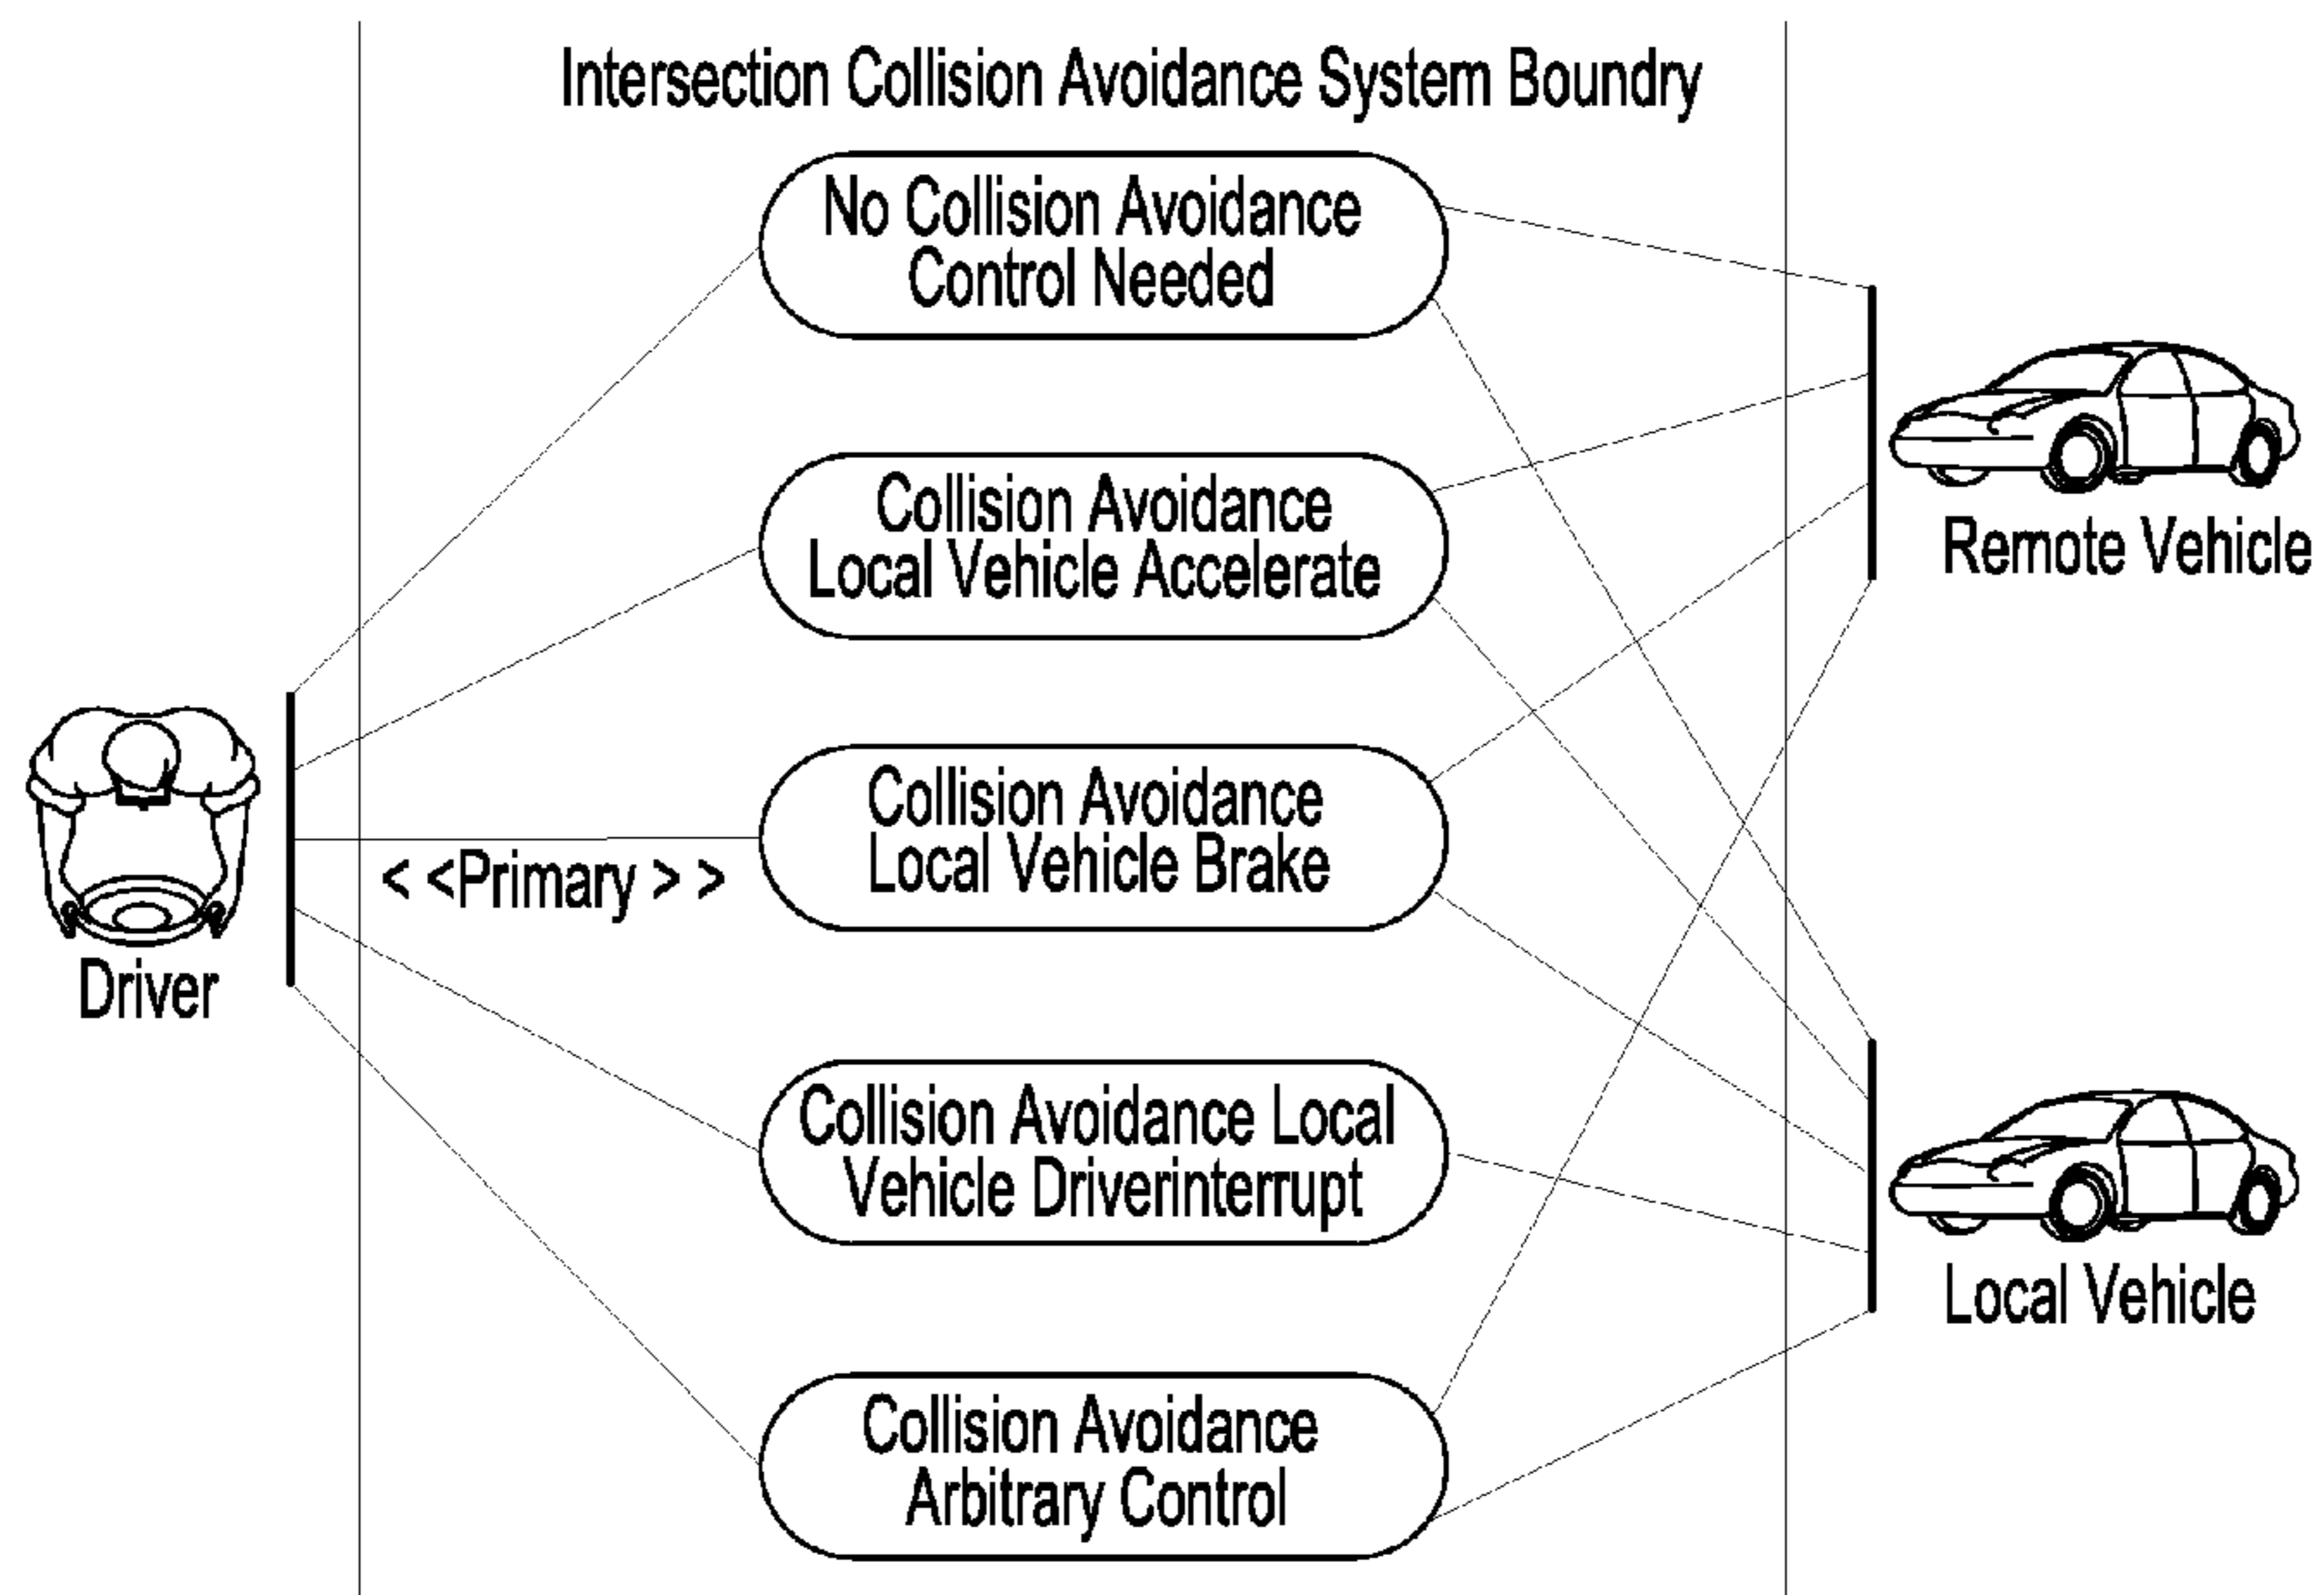 Intersection Collision Avoidance System Boundry
No Collision Avoidance
Control Needed
Collision Avoidance
Local Vehicle Accelerate
Remote Vehicle
Collision Avoidance
Local Vehicle Brake
< <Primary > >
Driver
Collision Avoidance Local
Vehicle Driverinterrupt
Local Vehicle
Collision Avoidance
Arbitrary Control